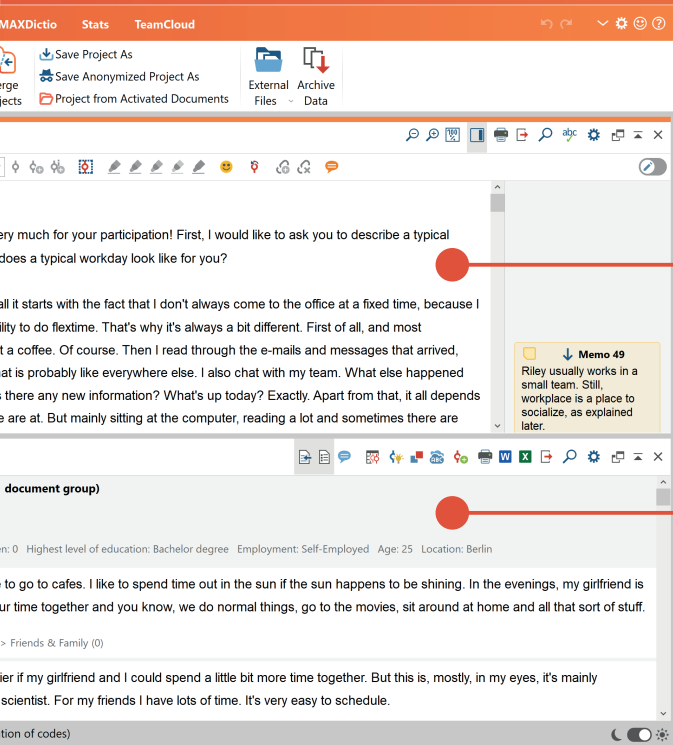 MAXDictio Stats TeamCloud
Save Project As
Save Anonymized Project As
Project from Activated Documents
External Files
Archive Data
100 %
abc
ery much for your participation! First, I would like to ask you to describe a typical
does a typical workday look like for you?
all it starts with the fact that I don't always come to the office at a fixed time, because I
ility to do flextime. That's why it's always a bit different. First of all, and most
t a coffee. Of course. Then I read through the e-mails and messages that arrived,
at is probably like everywhere else. I also chat with my team. What else happened
s there any new information? What's up today? Exactly. Apart from that, it all depends
e are at. But mainly sitting at the computer, reading a lot and sometimes there are
Memo 49
Riley usually works in a
small team. Still,
workplace is a place to
socialize, as explained
later.
ABC W X
document group)
en: 0 Highest level of education: Bachelor degree Employment: Self-Employed Age: 25 Location: Berlin
e to go to cafes. I like to spend time out in the sun if the sun happens to be shining. In the evenings, my girlfriend is
ur time together and you know, we do normal things, go to the movies, sit around at home and all that sort of stuff.
> Friends & Family (0)
ier if my girlfriend and I could spend a little bit more time together. But this is, mostly, in my eyes, it's mainly
scientist. For my friends I have lots of time. It's very easy to schedule.
tion of codes)